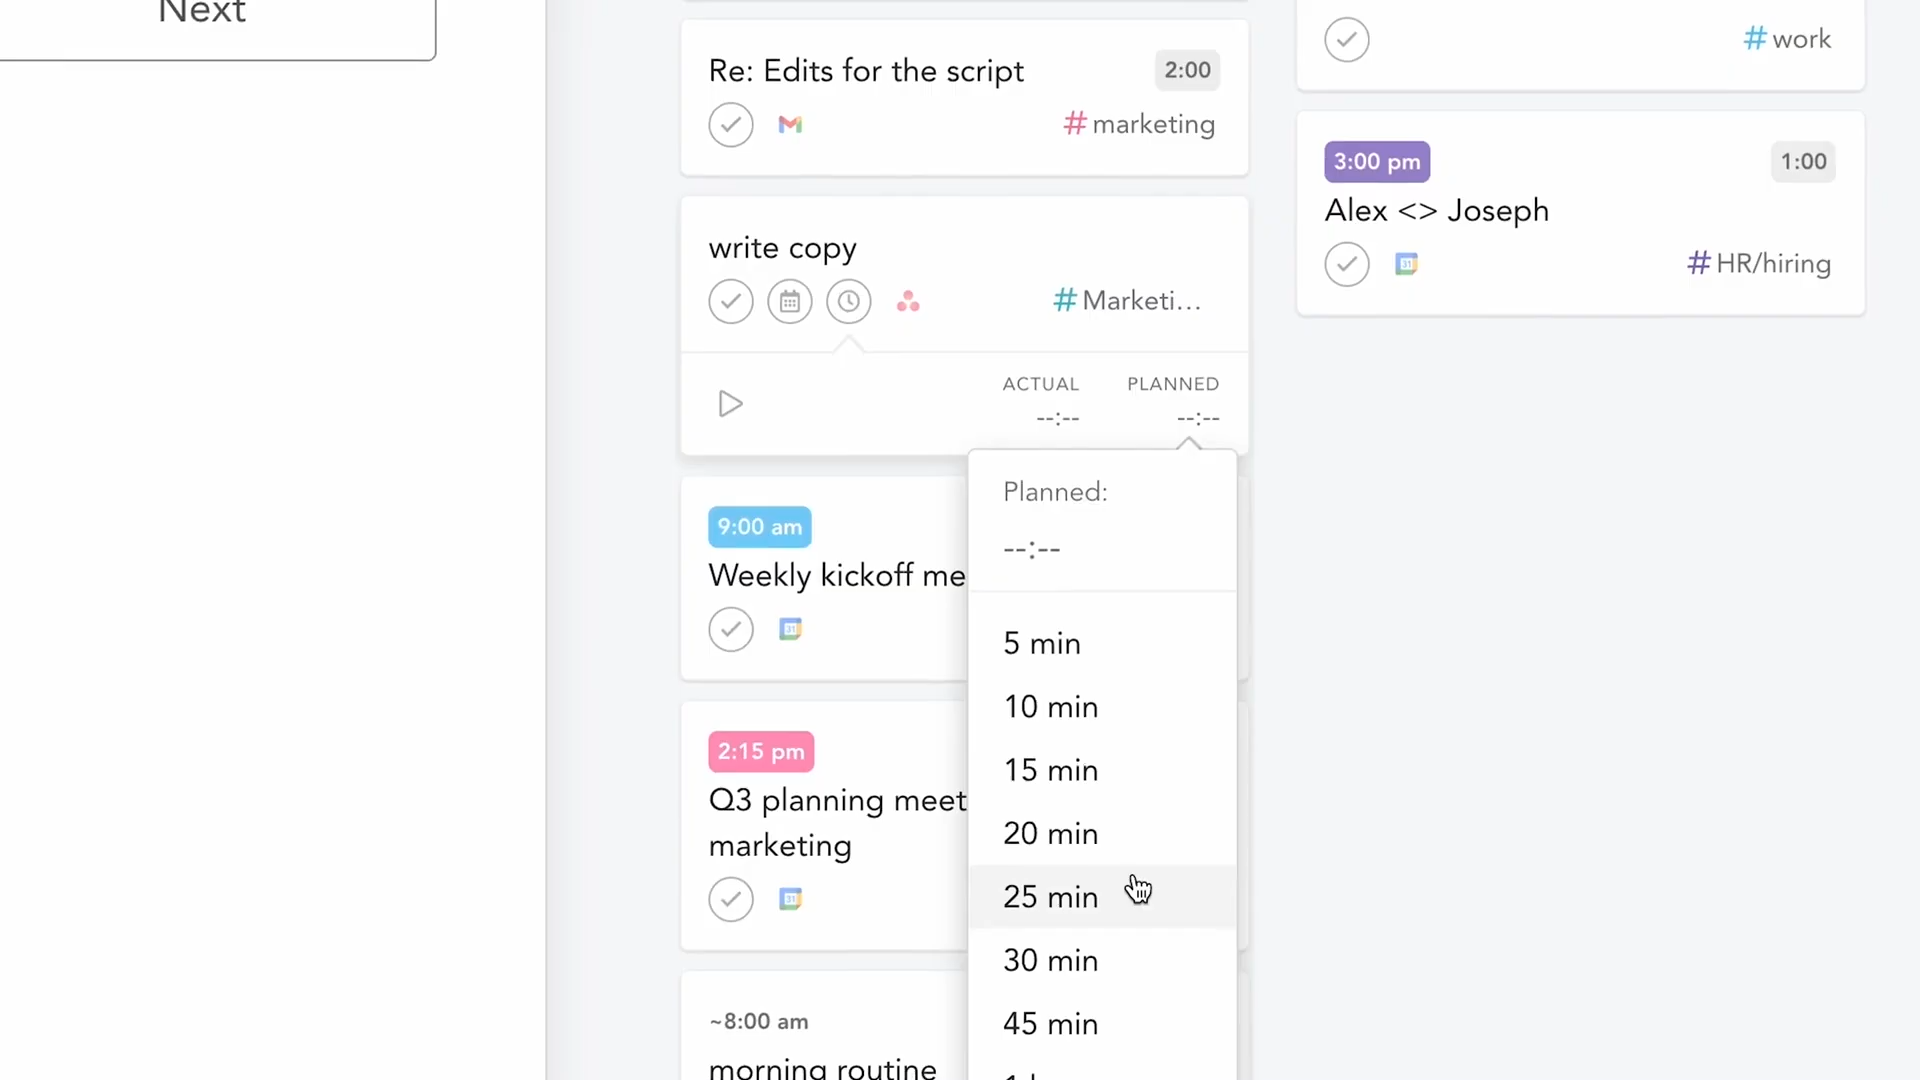 Next
Re: Edits for the script
2:00
# marketing
write copy
# Marketi...
ACTUAL
--:--
PLANNED
--:--
Planned:
--:--
5 min
10 min
15 min
20 min
25 min
30 min
45 min
9:00 am
Weekly kickoff me
31
2:15 pm
Q3 planning meet
marketing
31
~8:00 am
morning routine
# work
3:00 pm
1:00
Alex <> Joseph
31
# HR/hiring